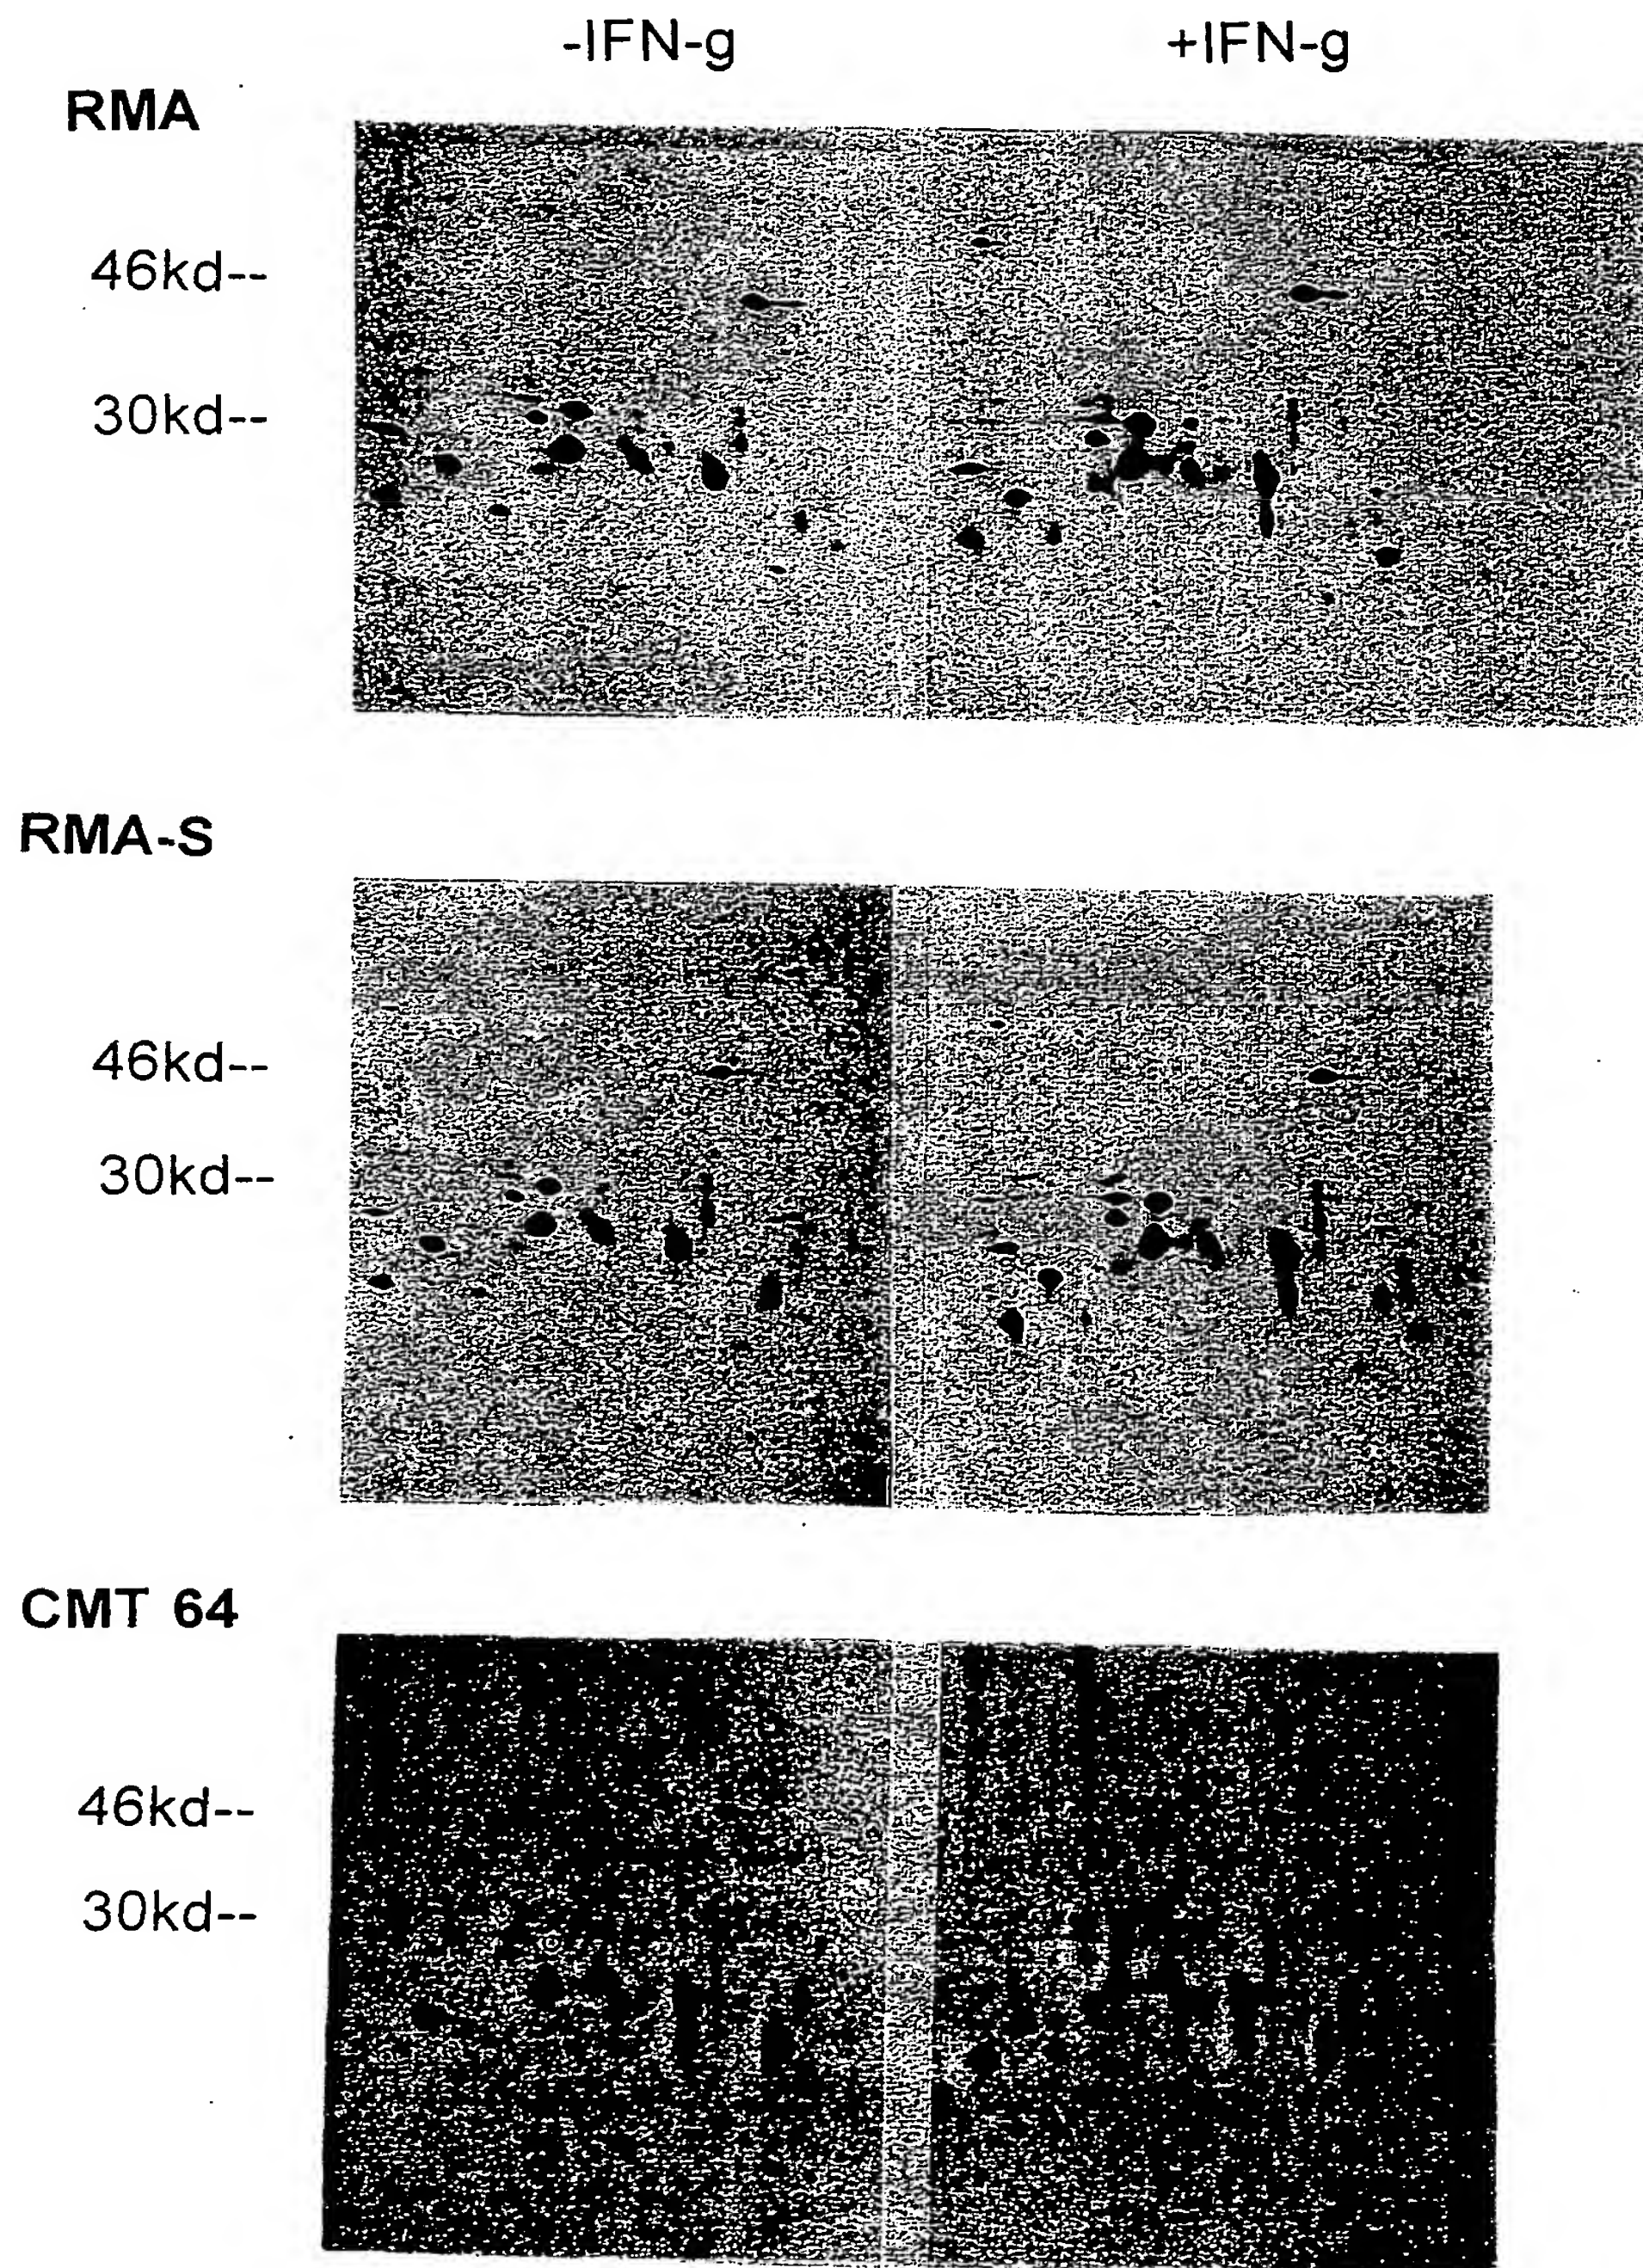 -IFN-g +IFN-g
RMA
46kd--
30kd--
RMA-S
46kd--
30kd--
CMT 64
46kd--
30kd--